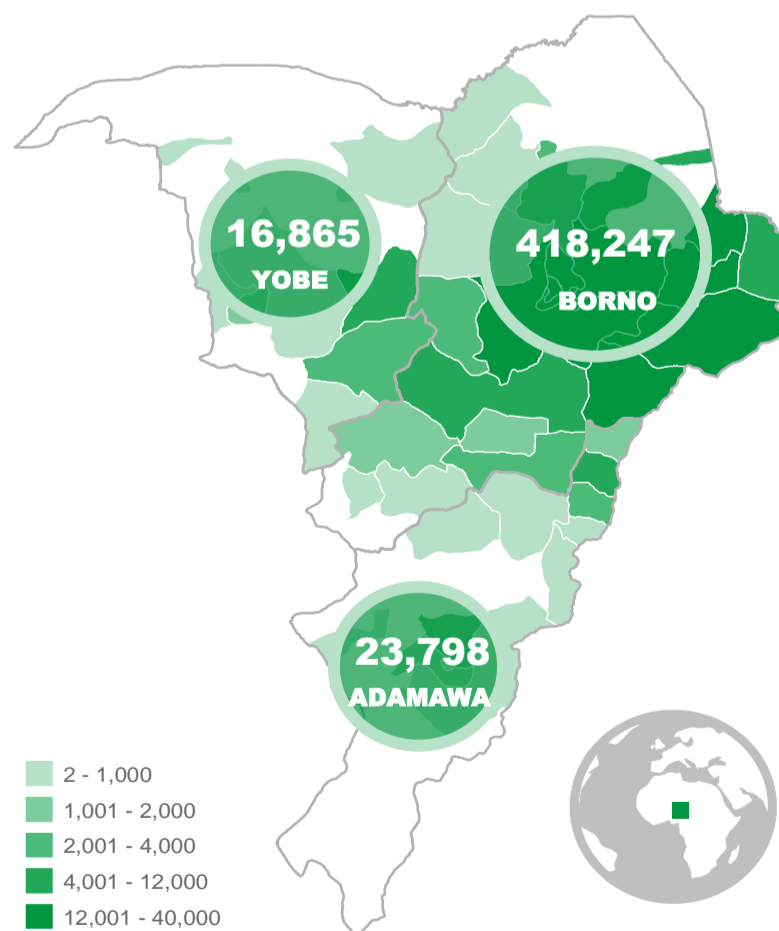 16,865
YOBE
418,247
BORNO
23,798
ADAMAWA
2 - 1,000
1,001 - 2,000
2,001 - 4,000
4,001 - 12,000
12,001 - 40,000